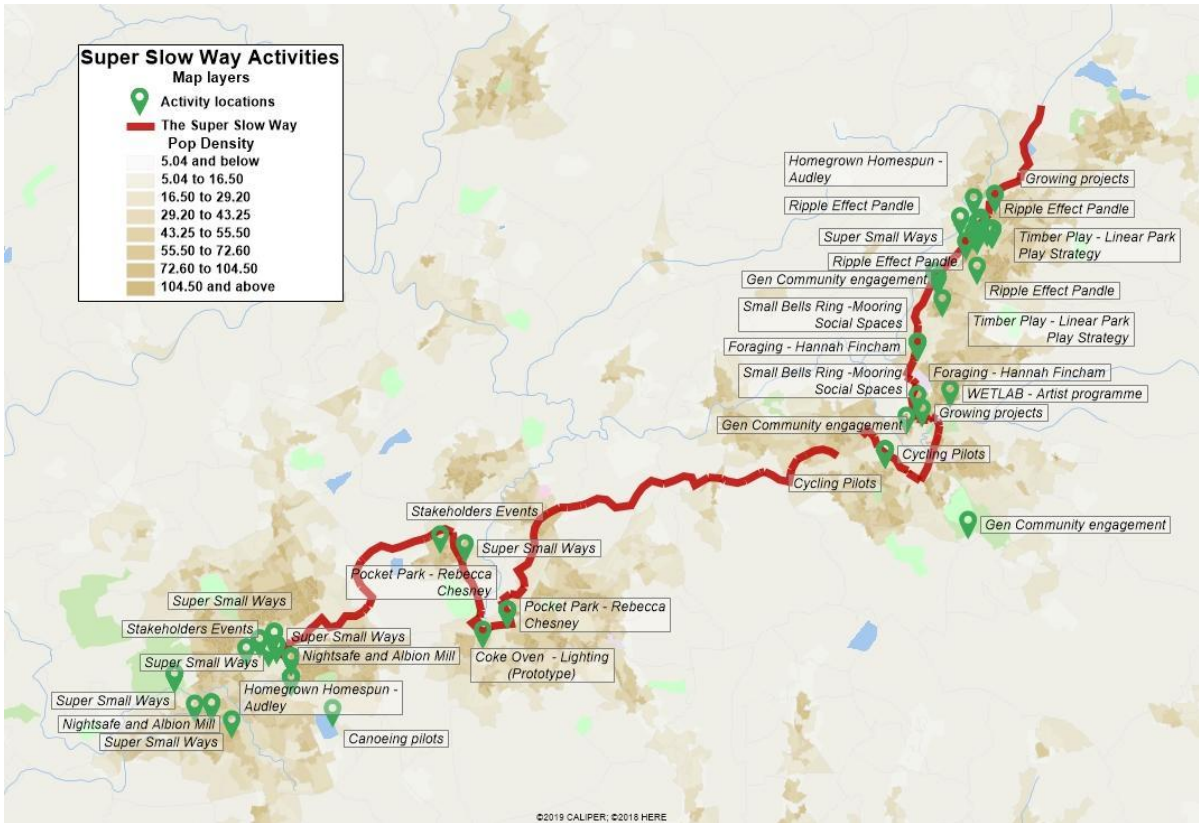 Super Slow Way Activities
Map layers
Activity locations
The Super Slow Way
Pop Density
5.04 and below
5.04 to 16.50
16.50 to 29.20
29.20 to 43.25
43.25 to 55.50
55.50 to 72.60
72.60 to 104.50
104.50 and above
Homegrown Homespun -
Audley
Growing projects
Ripple Effect Pandle
Ripple Effect Pandle
Super Small Ways
Timber Play - Linear Park
Play Strategy
Ripple Effect Pandle
Gen Community engagement
Ripple Effect Pandle
Small Bells Ring -Mooring
Social Spaces
Timber Play - Linear Park
Play Strategy
Foraging - Hannah Fincham
Small Bells Ring -Mooring
Social Spaces
Foraging - Hannah Fincham
WETLAB - Artist programme
Growing projects
Gen Community engagement
Cycling Pilots
Cycling Pilots
Gen Community engagement
Stakeholders Events
Super Small Ways
Pocket Park - Rebecca
Chesney
Pocket Park - Rebecca
Chesney
Super Small Ways
Stakeholders Events
Super Small Ways
Nightsafe and Albion Mill
Coke Oven - Lighting
(Prototype)
Super Small Ways
Homegrown Homespun -
Audley
Super Small Ways
Nightsafe and Albion Mill
Super Small Ways
Canoeing pilots
©2019 CALIPER; ©2018 HERE